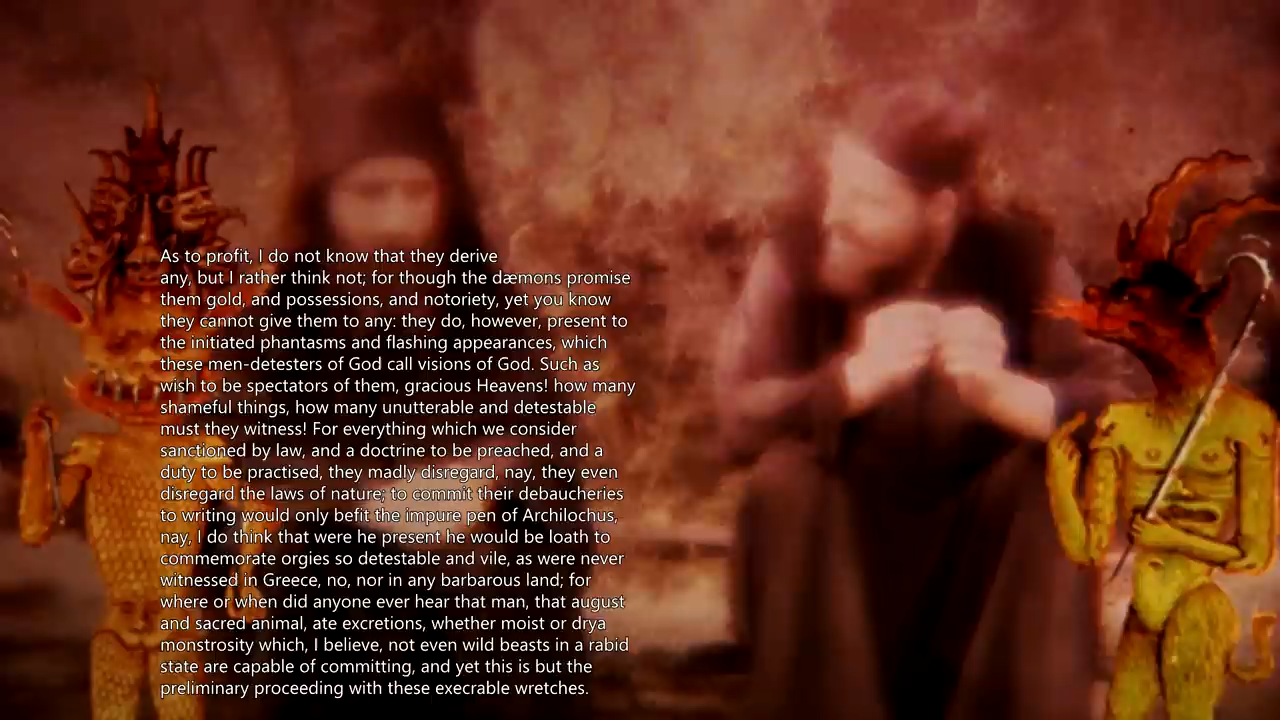 As to profit, I do not know that they derive
any, but I rather think not; for though the dæmons promise
them gold, and possessions, and notoriety, yet you know
they cannot give them to any: they do, however, present to
the initiated phantasms and flashing appearances, which
these men-detesters of God call visions of God. Such as
wish to be spectators of them, gracious Heavens! how many
shameful things, how many unutterable and detestable
must they witness! For everything which we consider
sanctioned by law, and a doctrine to be preached, and a
duty to be practised, they madly disregard, nay, they even
disregard the laws of nature; to commit their debaucheries
to writing would only befit the impure pen of Archilochus,
nay, I do think that were he present he would be loath to
commemorate orgies so detestable and vile, as were never
witnessed in Greece, no, nor in any barbarous land; for
where or when did anyone ever hear that man, that august
and sacred animal, ate excretions, whether moist or drya
monstrosity which, I believe, not even wild beasts in a rabid
state are capable of committing, and yet this is but the
preliminary proceeding with these execrable wretches.